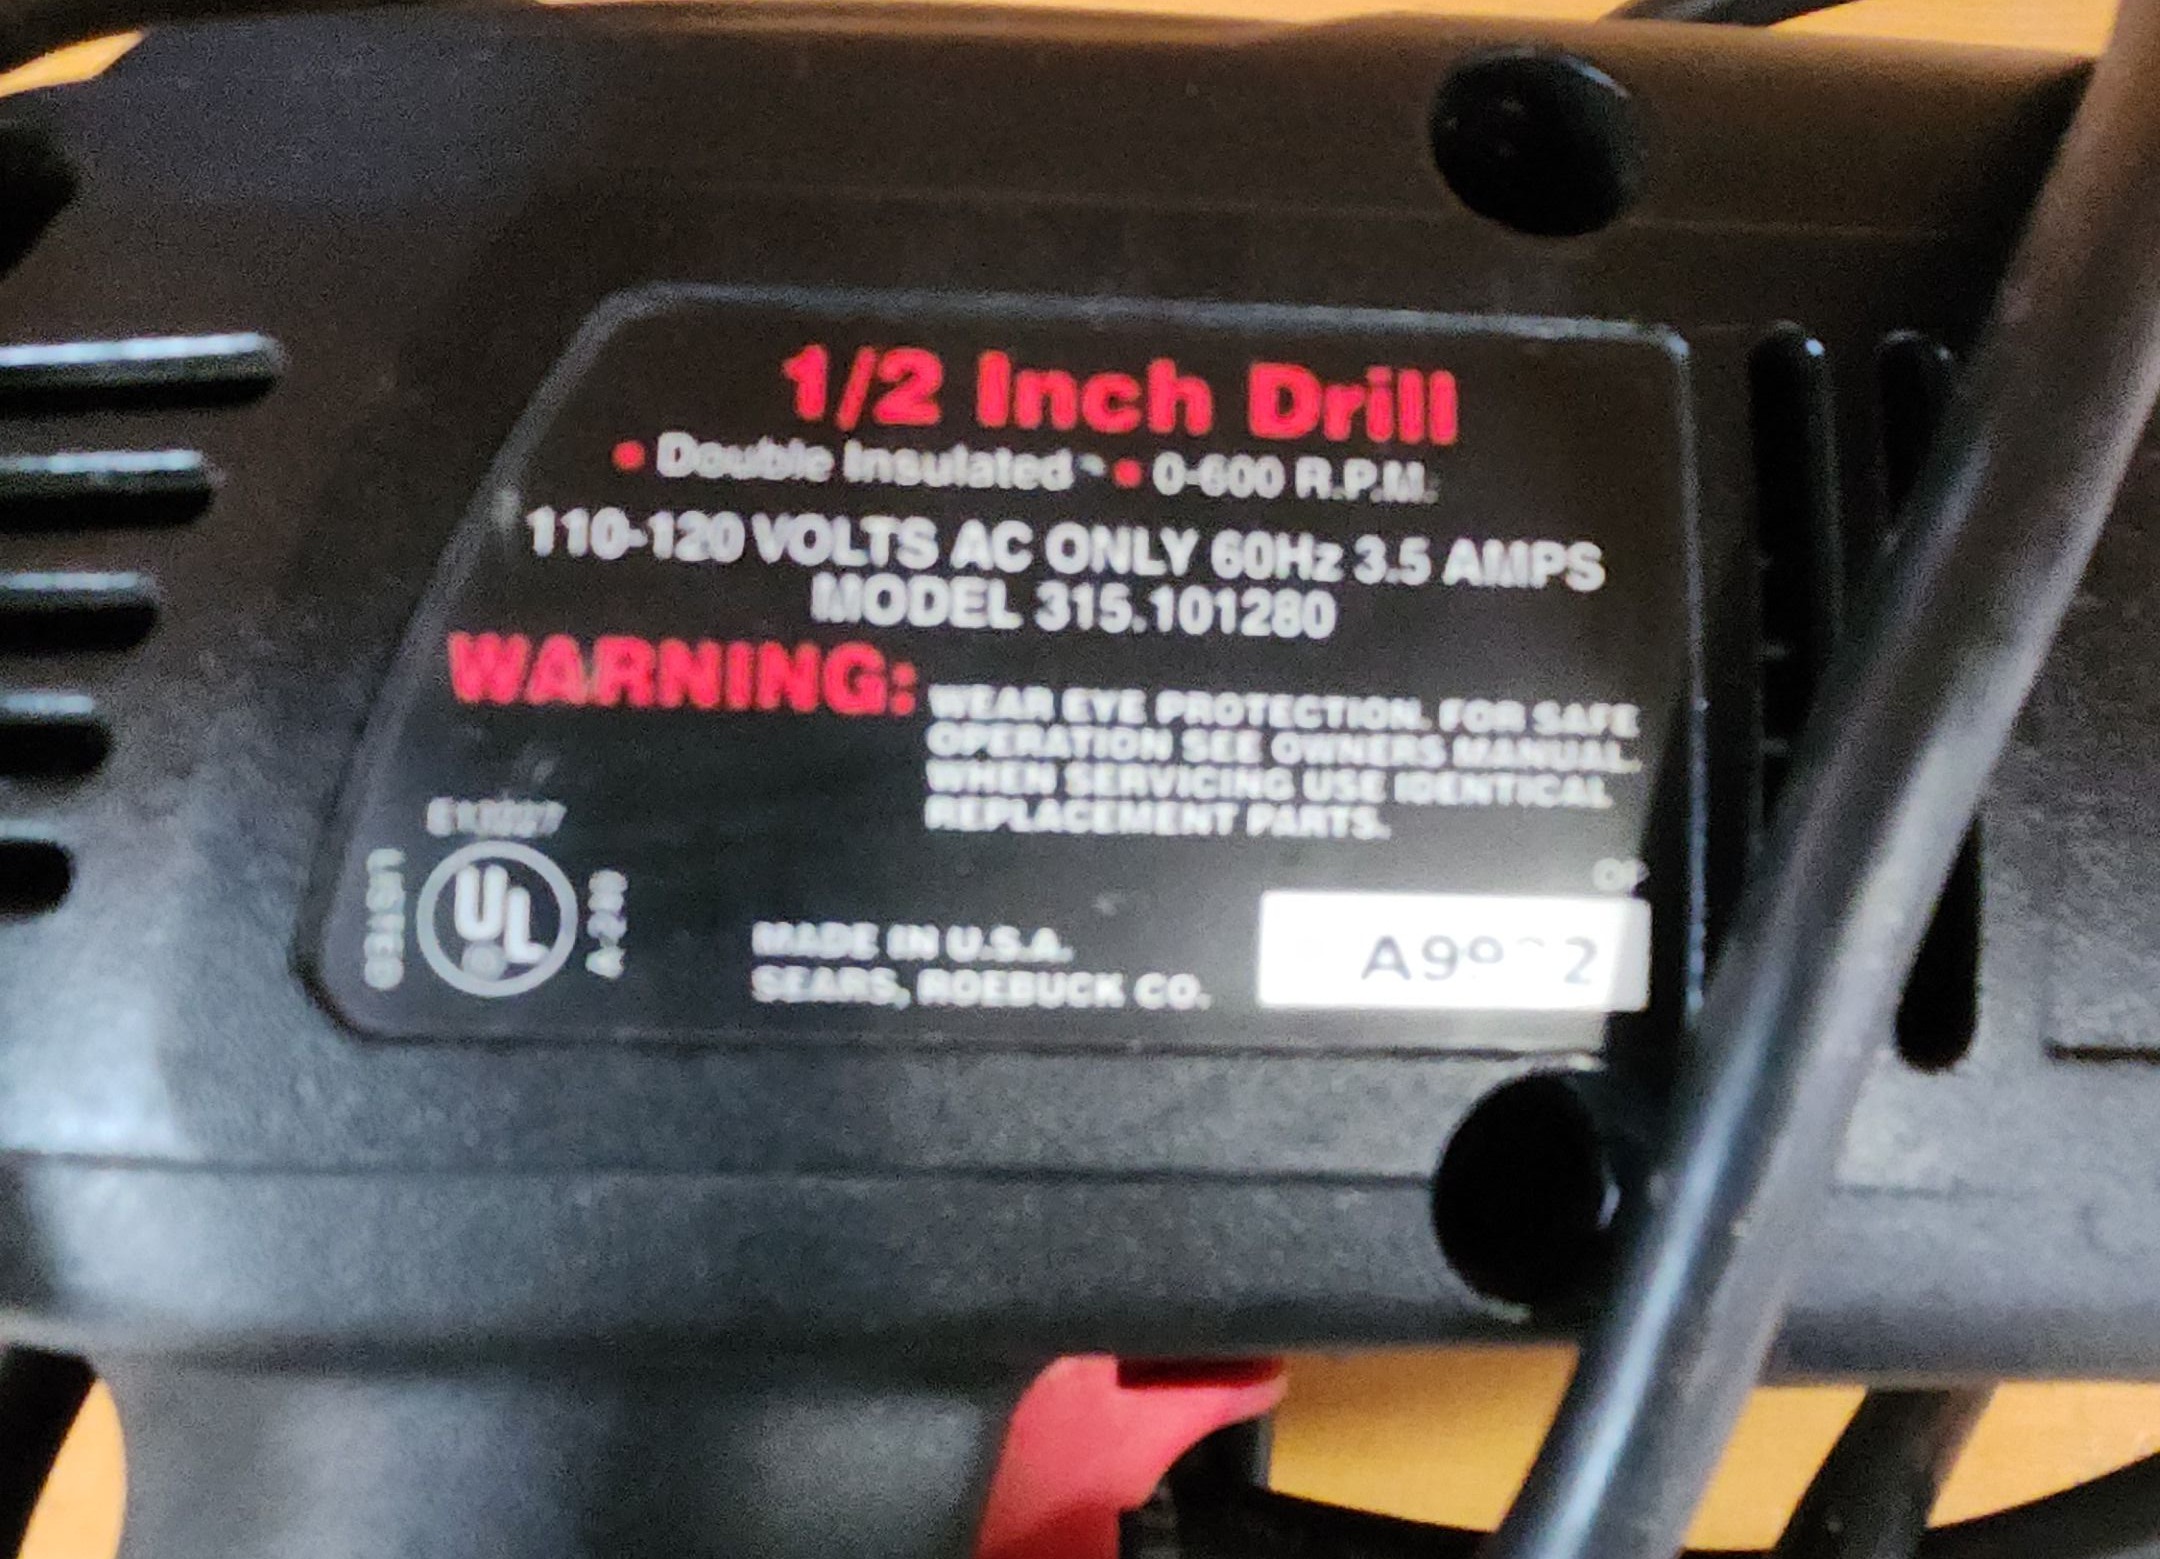 1/2 Inch Drill
• Double Insulated™ • 0-600 R.P.M.
110-120 VOLTS AC ONLY 60Hz 3.5 AMPS
MODEL 315.101280
WARNING: WEAR EYE PROTECTION. FOR SAFE
OPERATION SEE OWNERS MANUAL.
WHEN SERVICING USE IDENTICAL
REPLACEMENT PARTS.
LISTED
UL
MADE IN U.S.A.
SEARS, ROEBUCK CO.